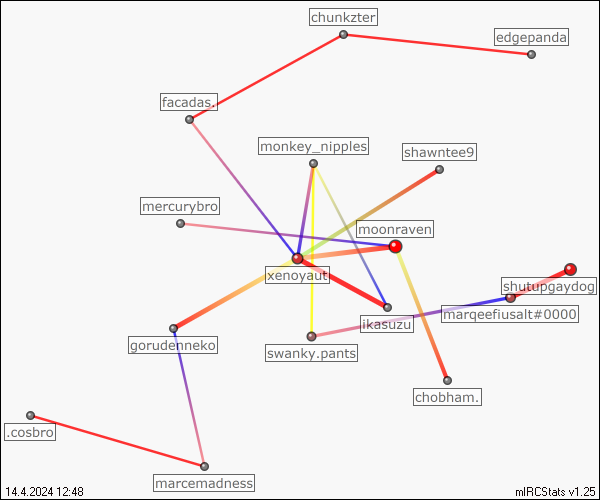 chunkzter
edgepanda
facadas.
monkey_nipples
shawntee9
mercurybro
moonraven
xenoyaut
shutupgaydog
marqeefiusalt#0000
ikasuzu
gorudenneko
swanky.pants
chobham.
.cosbro
marcemadness
14.4.2024 12:48
mIRCStats v1.25